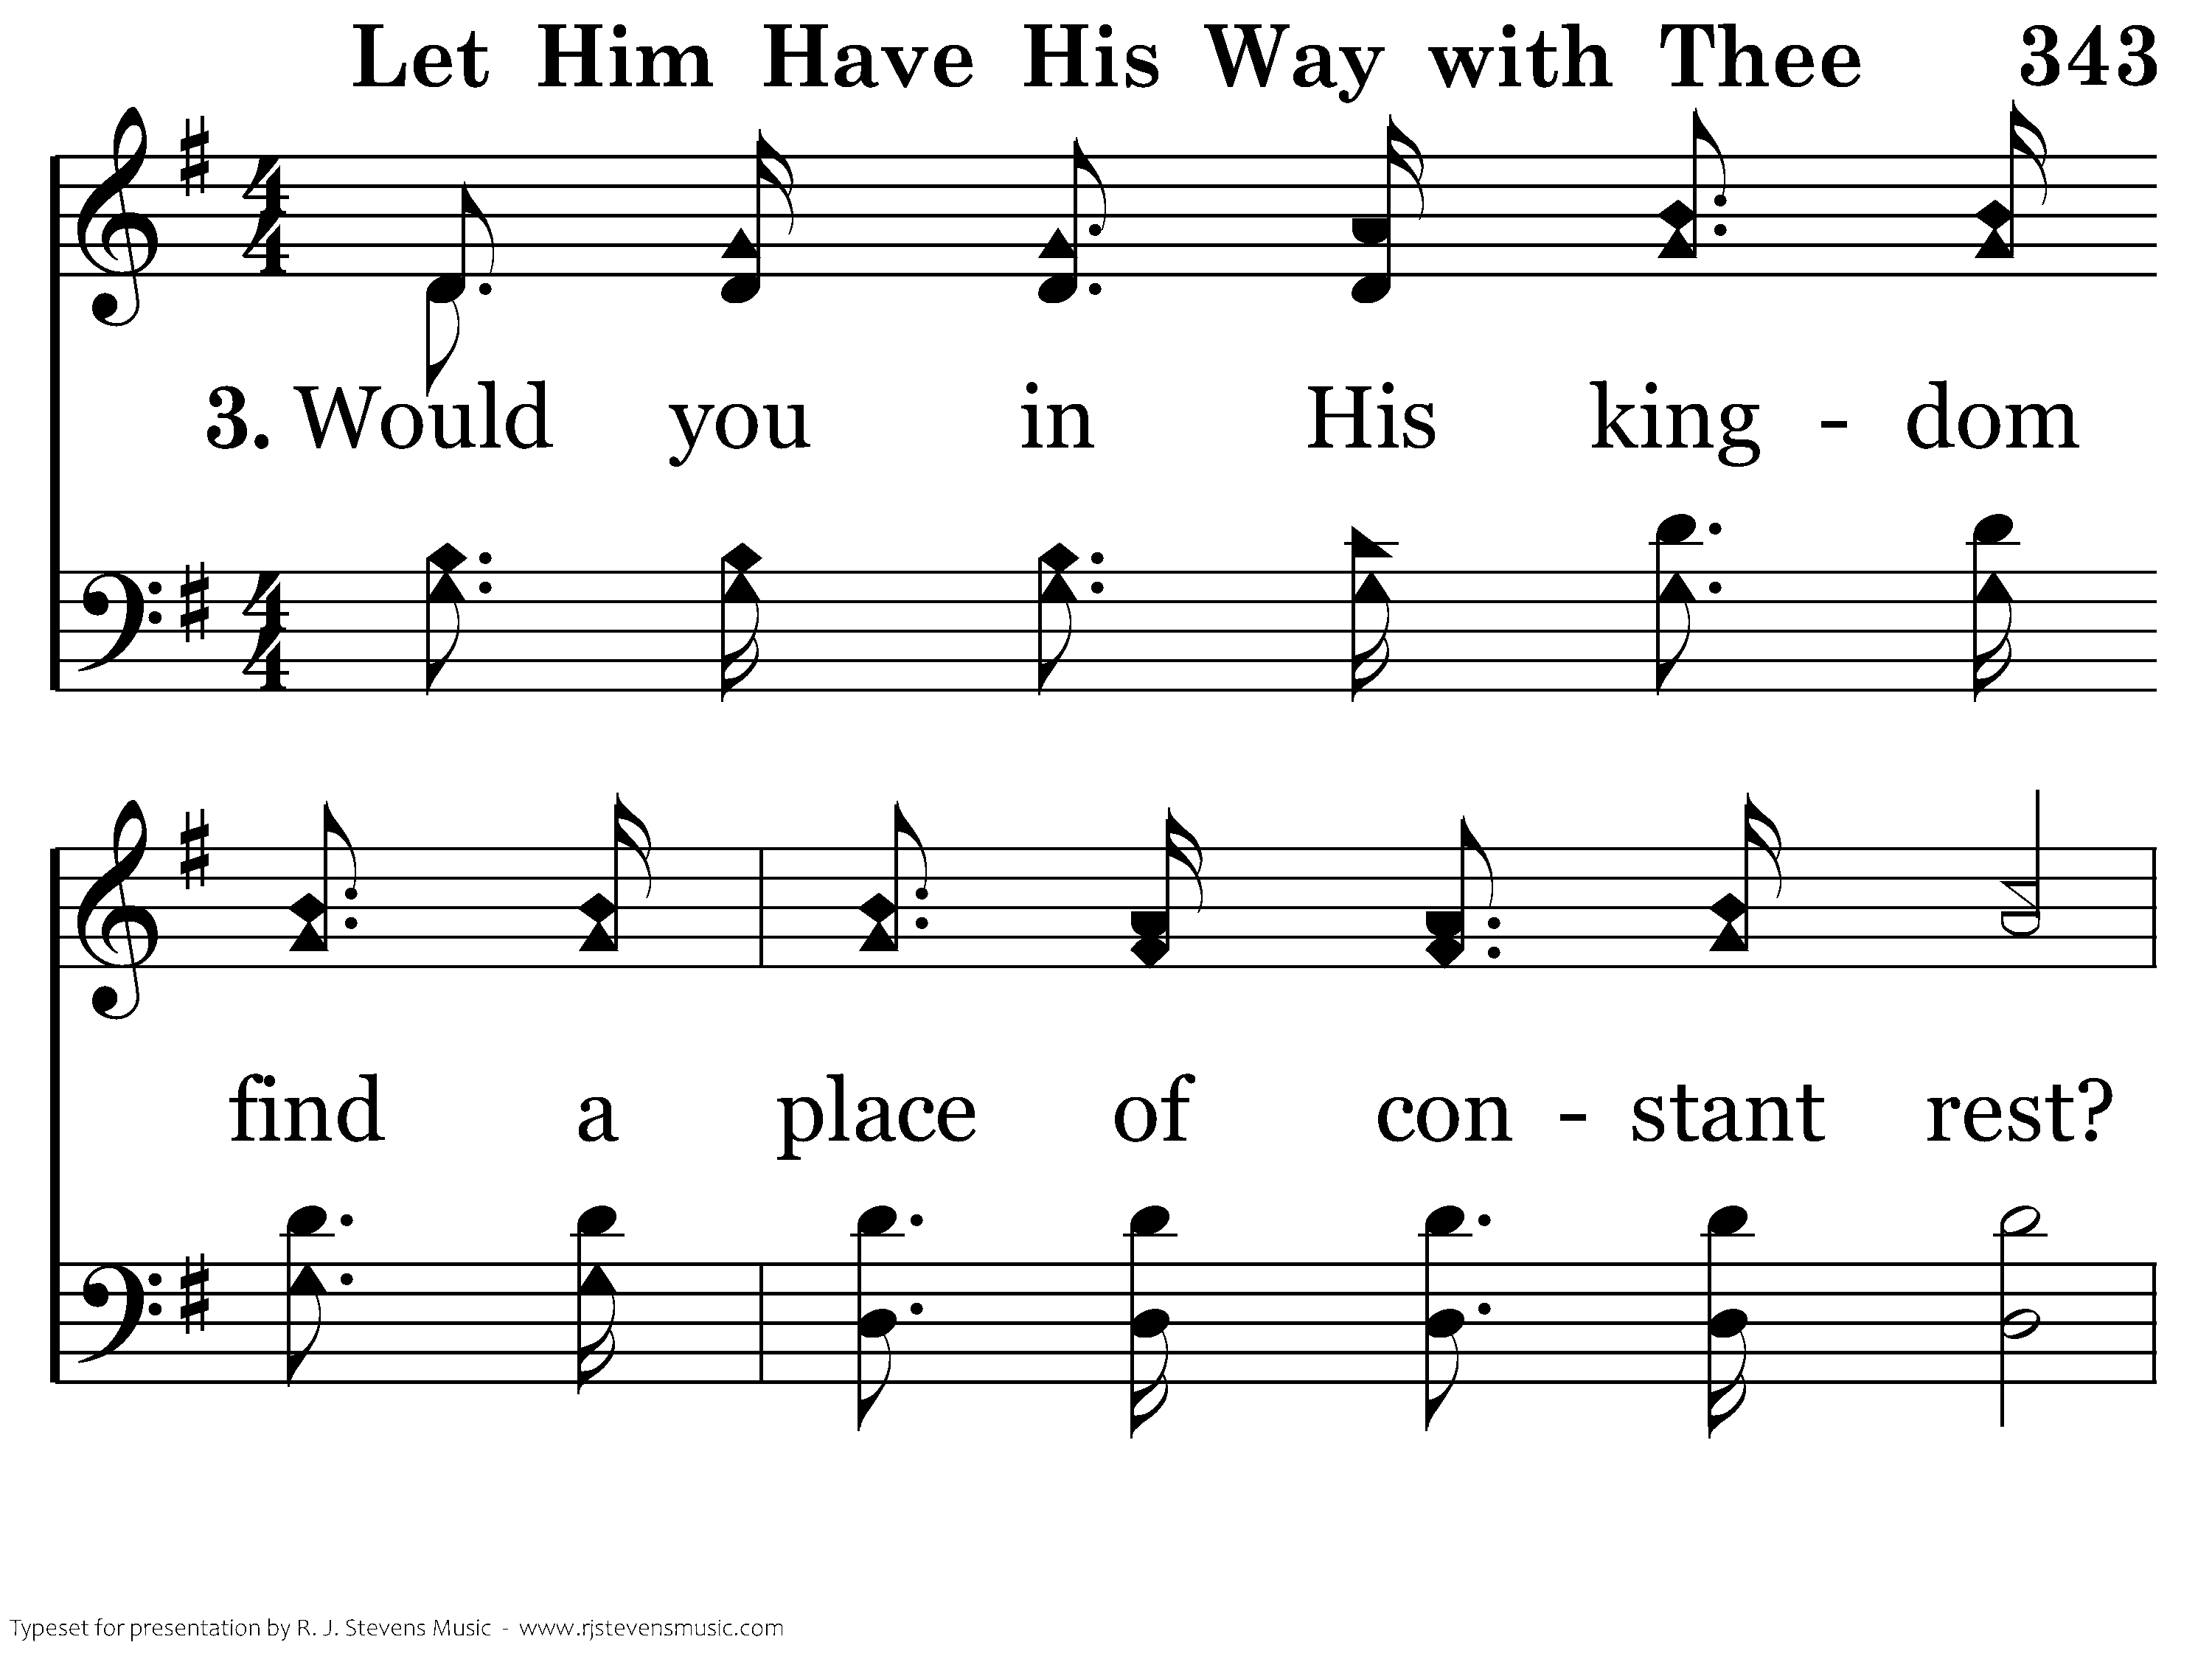 Let Him Have His Way with Thee 343
3. Would you in His king - dom
find a place of con - stant rest?
Typeset for presentation by R. J. Stevens Music - www.rjstevensmusic.com